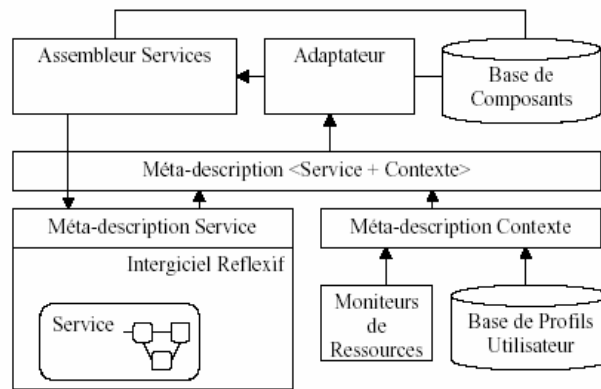 Assembleur Services
Adaptateur
Base de
Composants
Méta-description <Service + Contexte>
Méta-description Service
Méta-description Contexte
Intergiciel Reflexif
Service
Moniteurs
de
Ressources
Base de Profils
Utilisateur